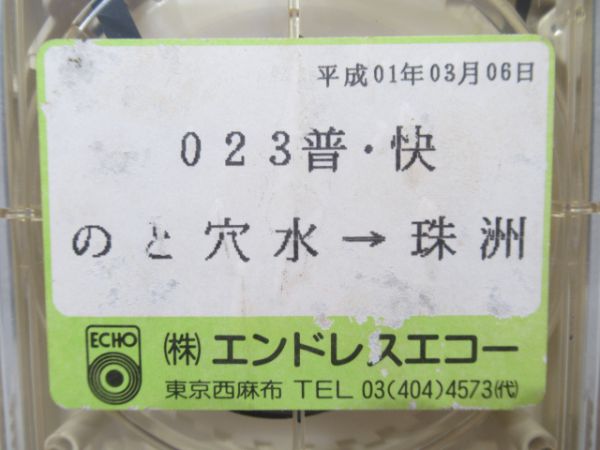 平成01年03月06日
023普・快
のと穴水→珠洲
ECHO
(株)エンドレスエコー
東京西麻布 TEL 03(404)4573(代)